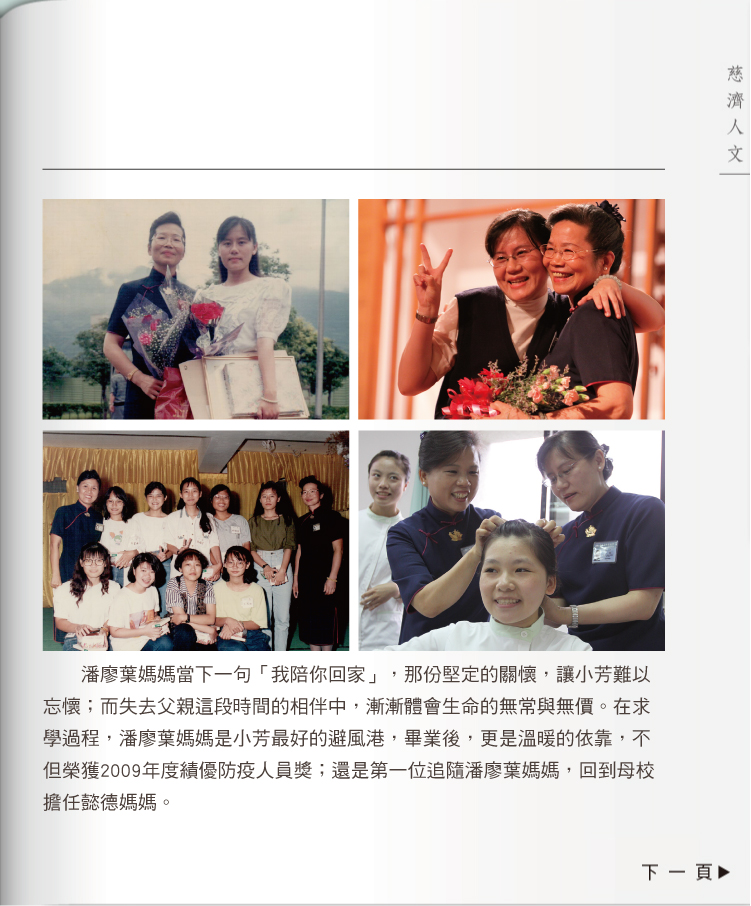 慈濟人文
潘廖葉媽媽當下一句「我陪你回家」，那份堅定的關懷，讓小芳難以
忘懷；而失去父親這段時間的相伴中，漸漸體會生命的無常與無價。在求
學過程，潘廖葉媽媽是小芳最好的避風港，畢業後，更是溫暖的依靠，不
但榮獲2009年度績優防疫人員獎；還是第一位追隨潘廖葉媽媽，回到母校
擔任懿德媽媽。
下一頁▶